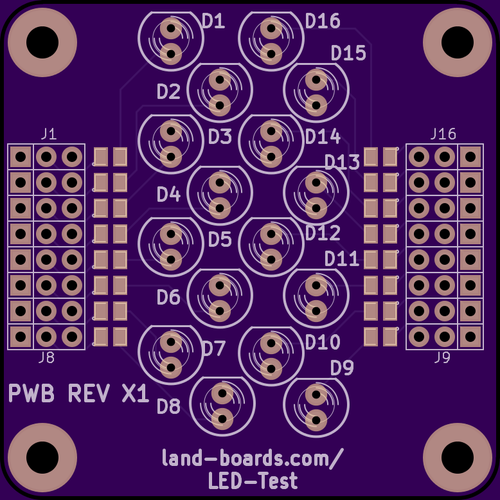 D1 D16
D15
D2
J1 D3 D14 J16
D13
D4
D5 D12
D11
D6
J8 D7 D10 J9
D9
PWB REV X1 D8
land-boards.com/
LED-Test